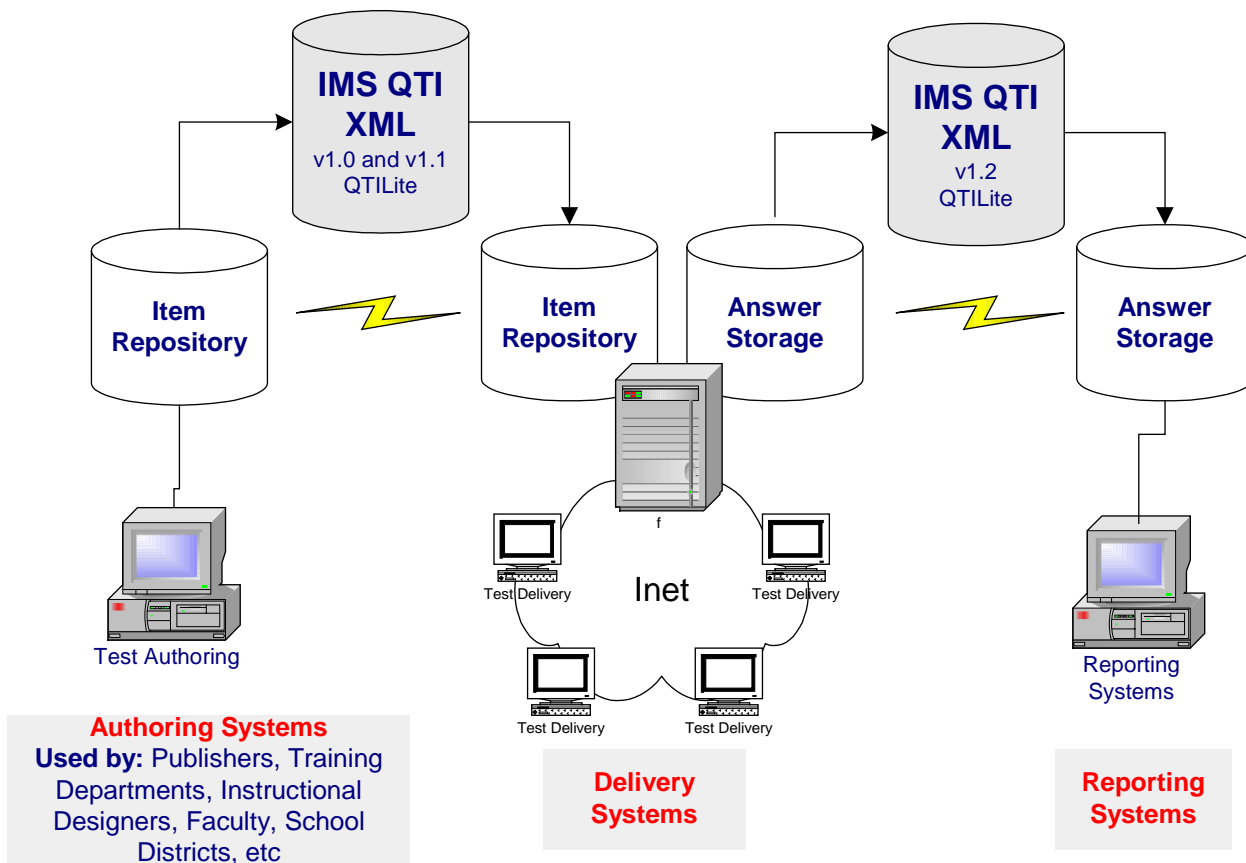 IMS QTI
XML
v1.0 and v1.1
QTILite
IMS QTI
XML
v1.2
QTILite
Item
Repository
Item
Repository
Answer
Storage
Answer
Storage
f
Test Delivery
Inet
Test Delivery
Test Delivery
Test Delivery
Test Authoring
Reporting
Systems
Authoring Systems
Used by: Publishers, Training
Departments, Instructional
Designers, Faculty, School
Districts, etc
Delivery
Systems
Reporting
Systems